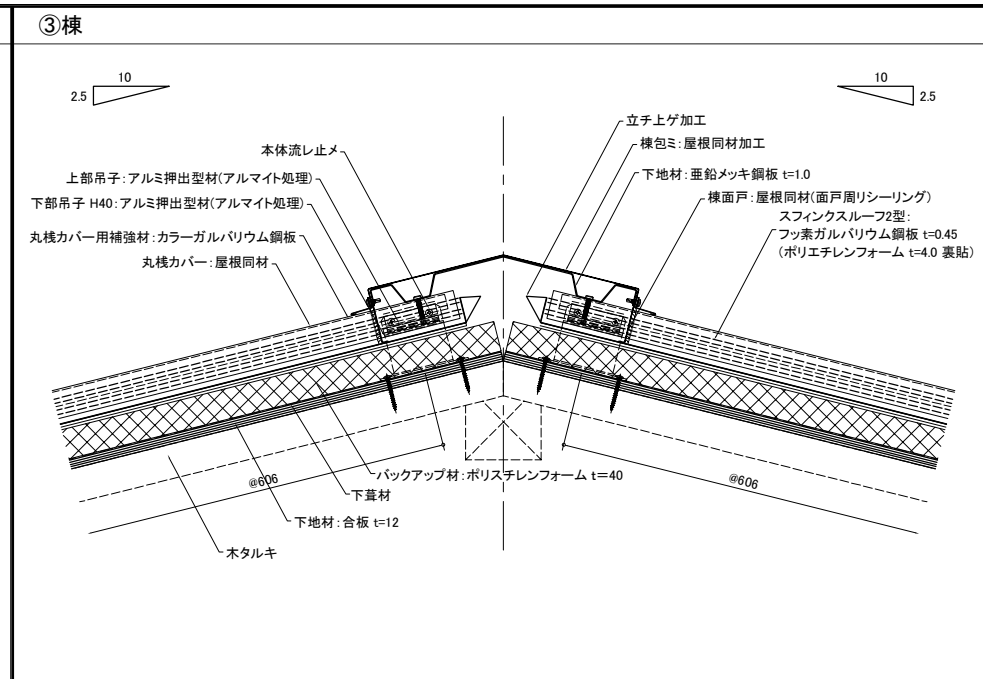 ③棟
10
2.5
10
2.5
本体流レ止メ
上部吊子:アルミ押出型材(アルマイト処理)
下部吊子 H40:アルミ押出型材(アルマイト処理)
丸桟カバー用補強材:カラーガルバリウム鋼板
丸桟カバー:屋根同材
立チ上ゲ加工
棟包ミ:屋根同材加工
下地材:亜鉛メッキ鋼板 t=1.0
棟面戸:屋根同材(面戸周リシーリング)
スフィンクスルーフ2型:
フッ素ガルバリウム鋼板 t=0.45
(ポリエチレンフォーム t=4.0 裏貼)
@606
@606
バックアップ材:ポリスチレンフォーム t=40
下葺材
下地材:合板 t=12
木タルキ